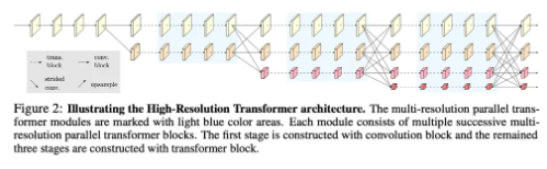 trans. conv.
block block
strided upsample
conv.
Figure 2: Illustrating the High-Resolution Transformer architecture. The multi-resolution parallel trans-
former modules are marked with light blue color areas. Each module consists of multiple successive multi-
resolution parallel transformer blocks. The first stage is constructed with convolution block and the remained
three stages are constructed with transformer block.